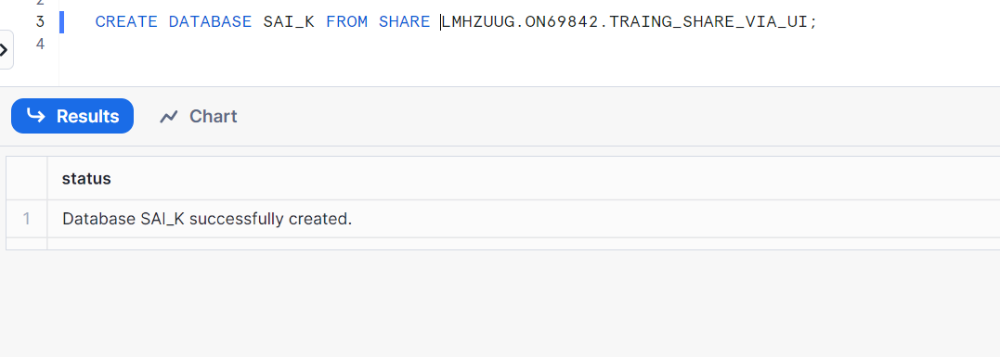 2
3 CREATE DATABASE SAI_K FROM SHARE LMHZUUG.ON69842.TRAING_SHARE_VIA_UI;
4
Results Chart
status
1 Database SAI_K successfully created.